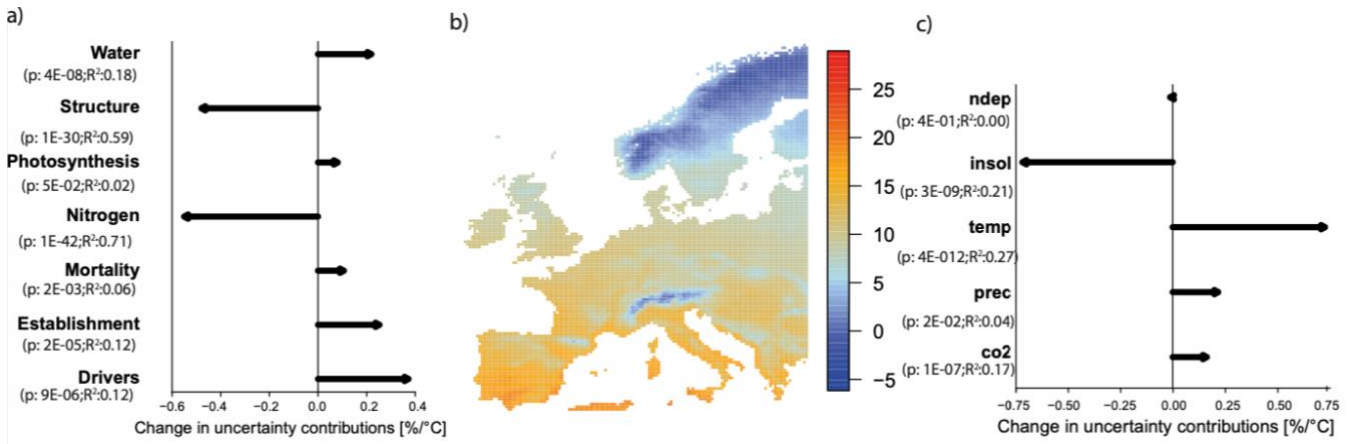 a)
Water
(p: 4E-08;R²:0.18)
Structure
(p: 1E-30;R²:0.59)
Photosynthesis
(p: 5E-02;R²:0.02)
Nitrogen
(p: 1E-42;R²:0.71)
Mortality
(p: 2E-03;R²:0.06)
Establishment
(p: 2E-05;R²:0.12)
Drivers
(p: 9E-06;R²:0.12)
−0.6 −0.4 −0.2 0.0 0.2 0.4
Change in uncertainty contributions [%/°C]
b)
25
20
15
10
5
0
−5
c)
ndep
(p: 4E-01;R²:0.00)
insol
(p: 3E-09;R²:0.21)
temp
(p: 4E-012;R²:0.27)
prec
(p: 2E-02;R²:0.04)
co2
(p: 1E-07;R²:0.17)
−0.75 −0.50 −0.25 0.00 0.25 0.50 0.75
Change in uncertainty contributions [%/°C]